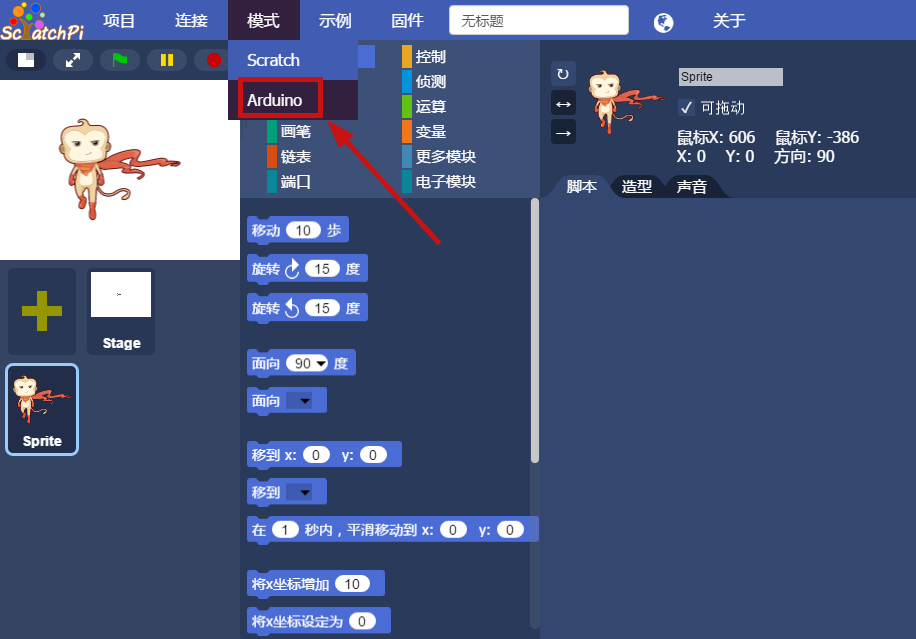 ScratchPi
项目 连接 模式 示例 固件 无标题 关于
Scratch
Arduino
控制
侦测
运算
画笔 变量
链表 更多模块
端口 电子模块
Sprite
可拖动
鼠标X: 606 鼠标Y: -386
X: 0 Y: 0 方向: 90
脚本 造型 声音
移动 10 步
旋转 15 度
旋转 15 度
面向 90 度
面向
移到 x: 0 y: 0
移到
在 1 秒内，平滑移动到 x: 0 y: 0
将x坐标增加 10
将x坐标设定为 0
Stage
Sprite